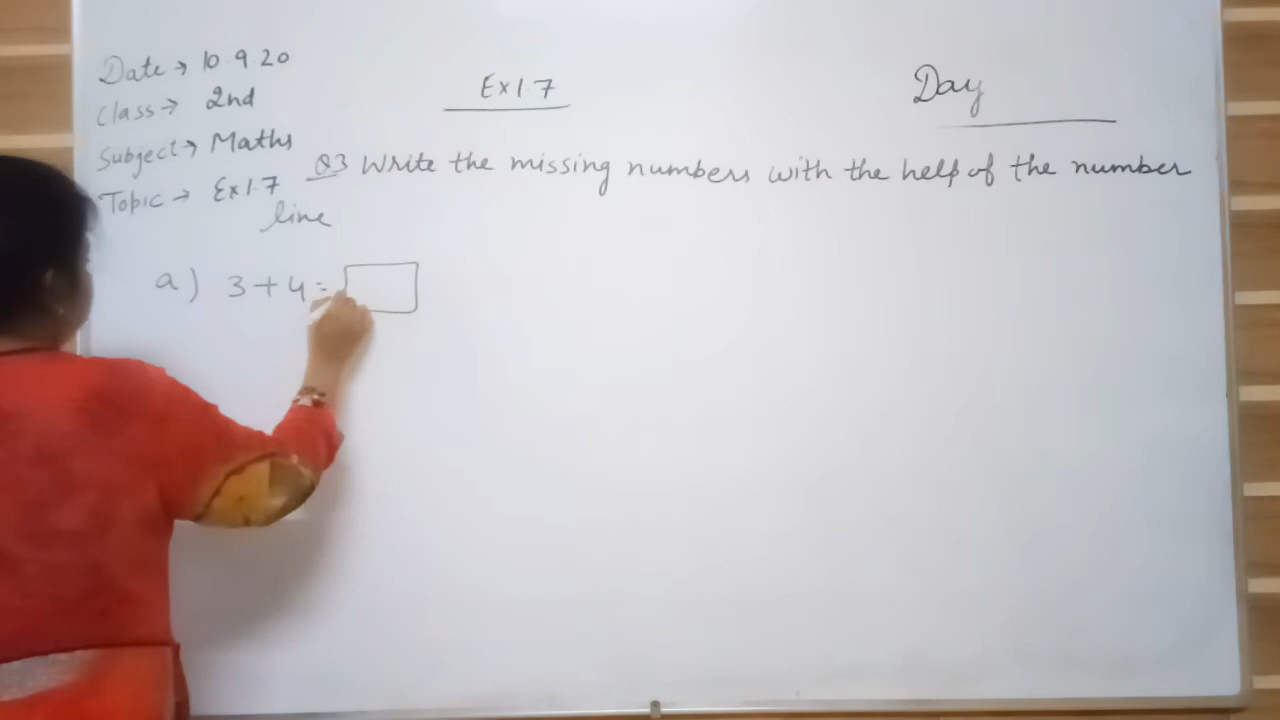 Date → 10.9.20
Class → 2nd
Subject → Maths
Topic → Ex 1.7
Ex 1.7
Day
Q3 Write the missing numbers with the help of the number
line
a) 3 + 4 =